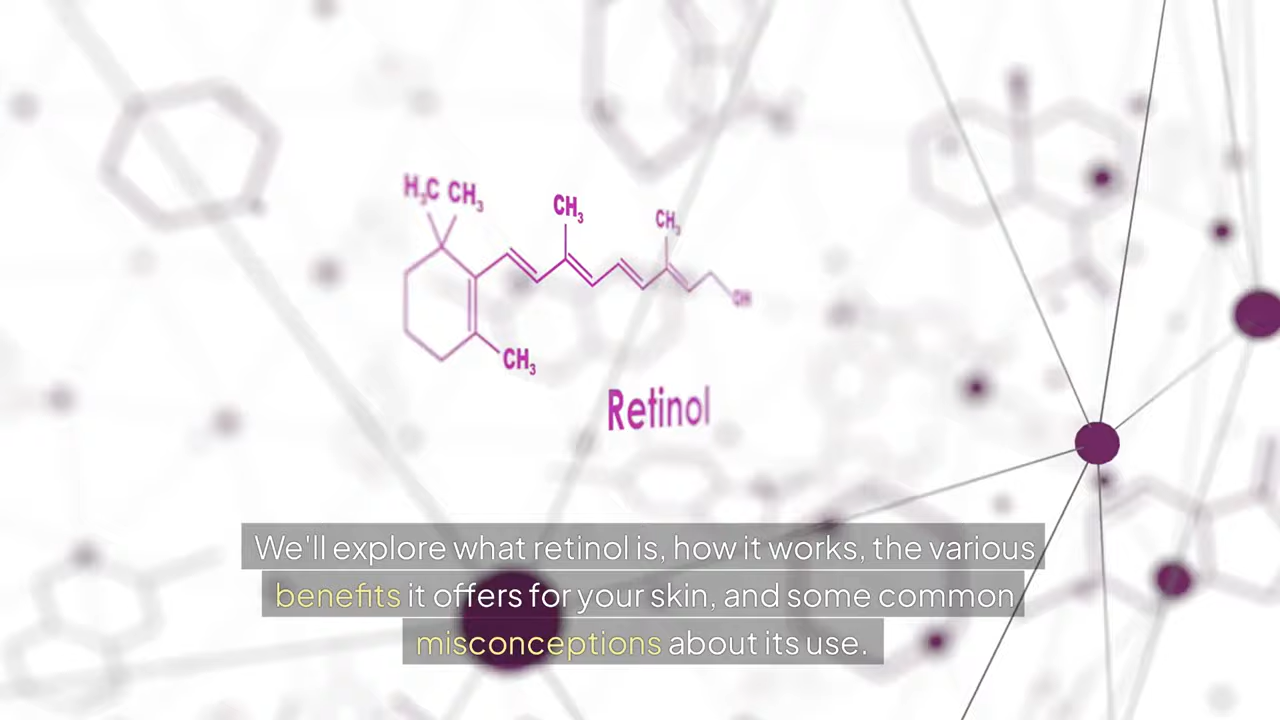 H₃C CH₃
CH₃
CH₃
OH
CH₃
Retinol
We'll explore what retinol is, how it works, the various
benefits it offers for your skin, and some common
misconceptions about its use.